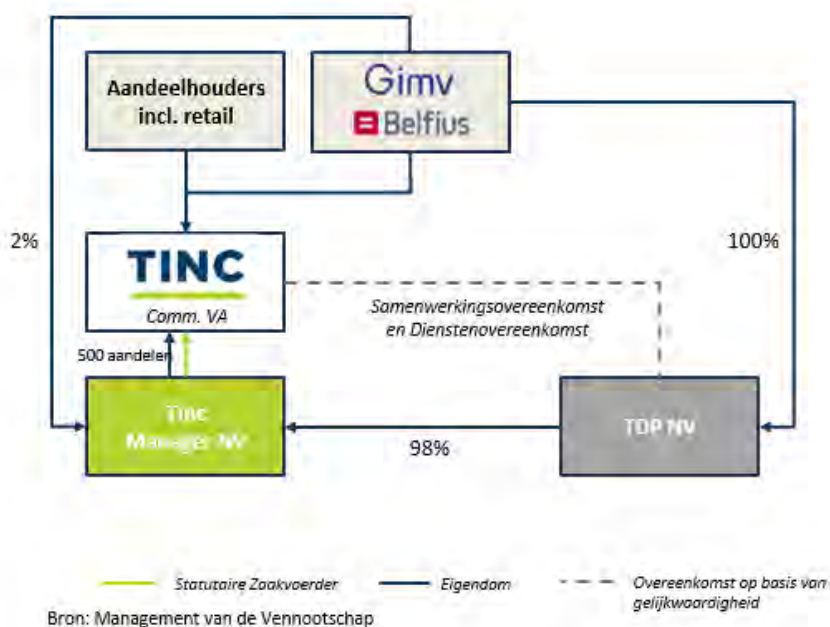 Aandeelhouders
incl. retail
Gimv
Belfius
2%
100%
TINC
Comm. VA
Samenwerkingsovereenkomst
en Dienstenovereenkomst
500 aandelen
Tinc
Manager NV
TDP NV
98%
Statutaire Zaakvoerder
Eigendom
Overeenkomst op basis van
gelijkwaardigheid
Bron: Management van de Vennootschap